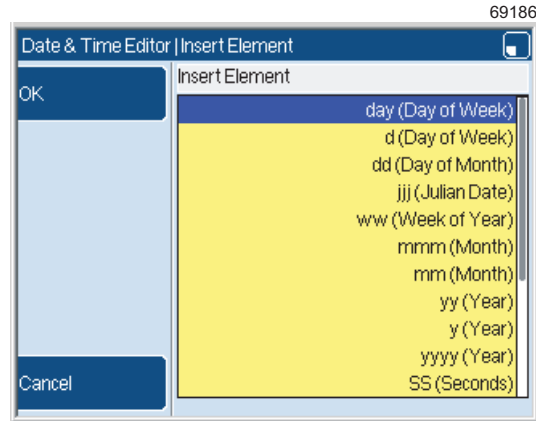 69186
Date & Time Editor | Insert Element
OK
Insert Element
day (Day of Week)
d (Day of Week)
dd (Day of Month)
jjj (Julian Date)
ww (Week of Year)
mmm (Month)
mm (Month)
yy (Year)
y (Year)
yyyy (Year)
SS (Seconds)
Cancel